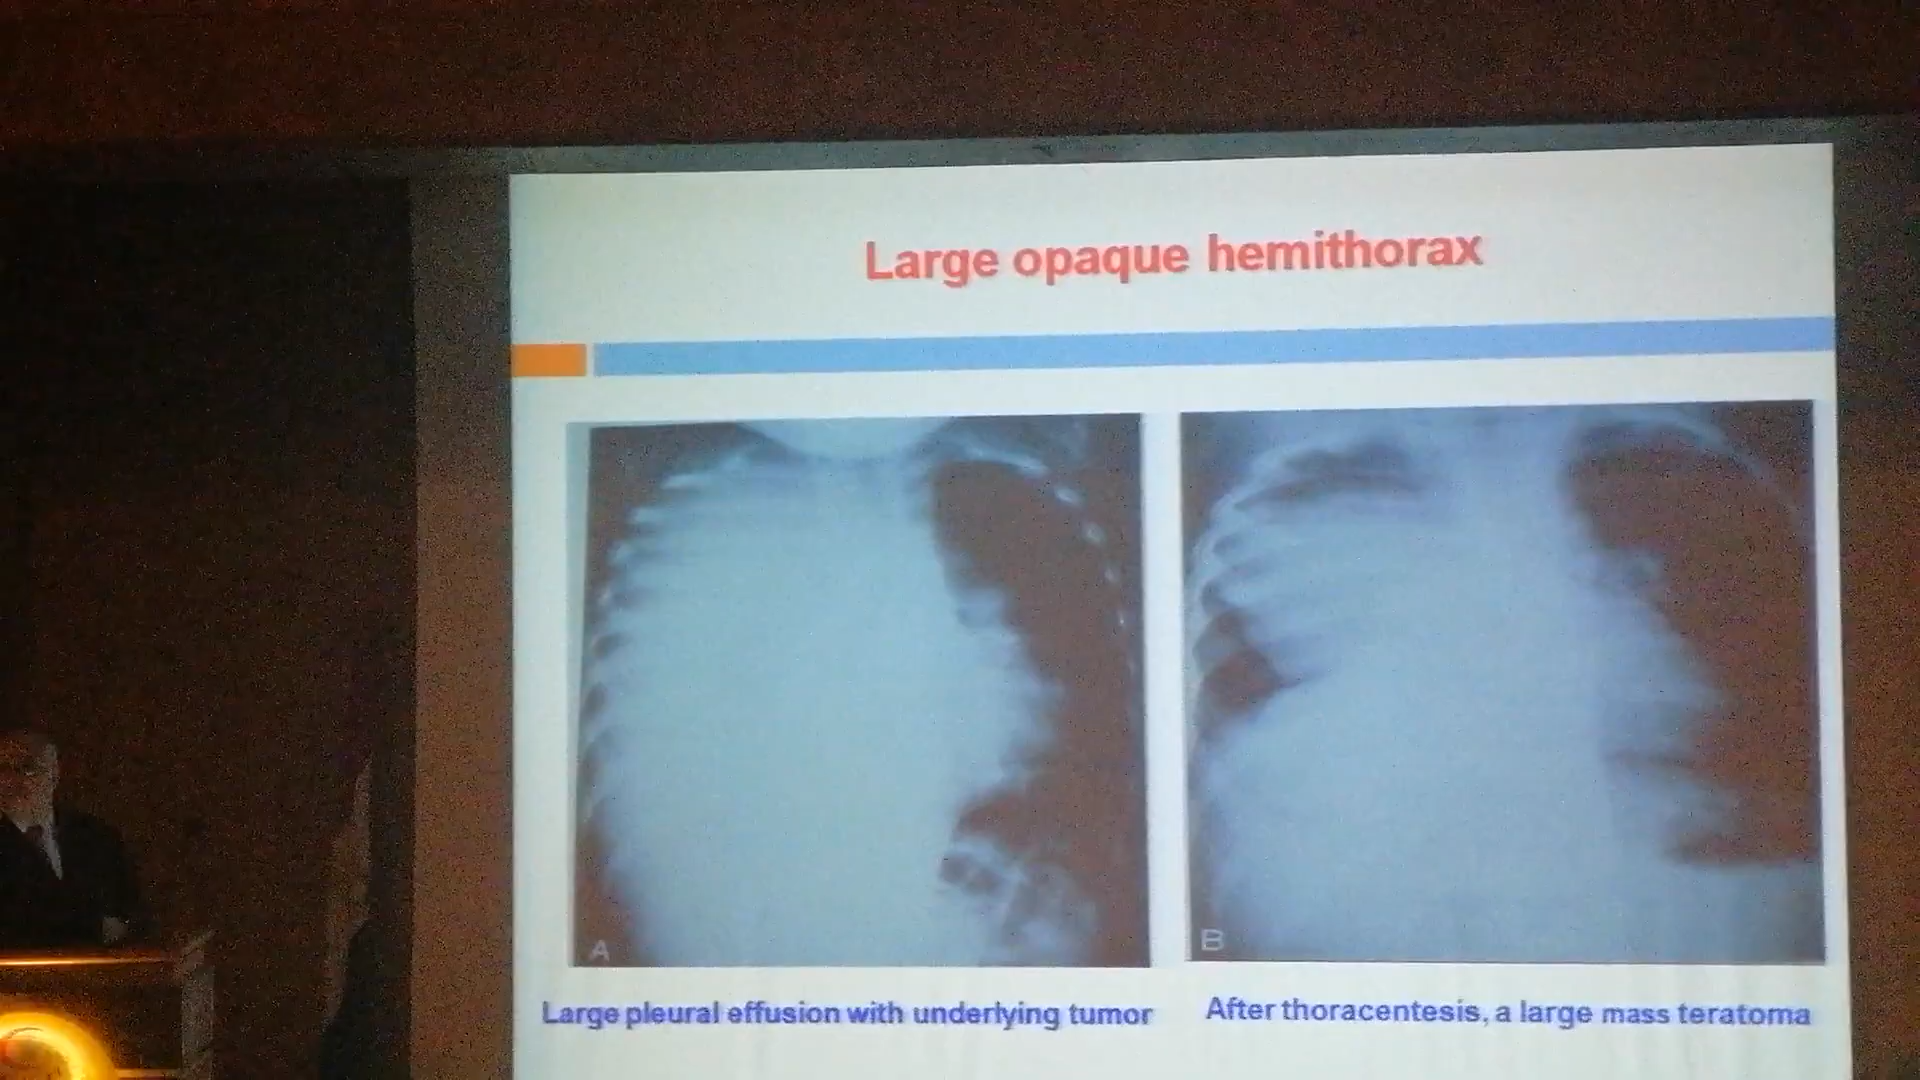 Large opaque hemithorax
A
B
Large pleural effusion with underlying tumor
After thoracentesis, a large mass teratoma